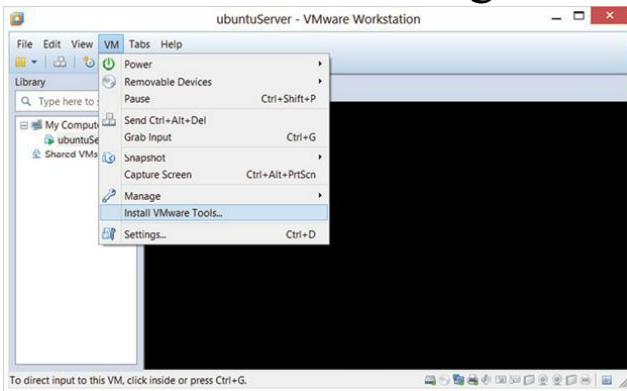 ubuntuServer - VMware Workstation
File Edit View VM Tabs Help
Library
Type here to s
My Comput
ubuntuSe
Shared VMs
Power
Removable Devices
Pause Ctrl+Shift+P
Send Ctrl+Alt+Del
Grab Input Ctrl+G
Snapshot
Capture Screen Ctrl+Alt+PrtScn
Manage
Install VMware Tools...
Settings... Ctrl+D
To direct input to this VM, click inside or press Ctrl+G.